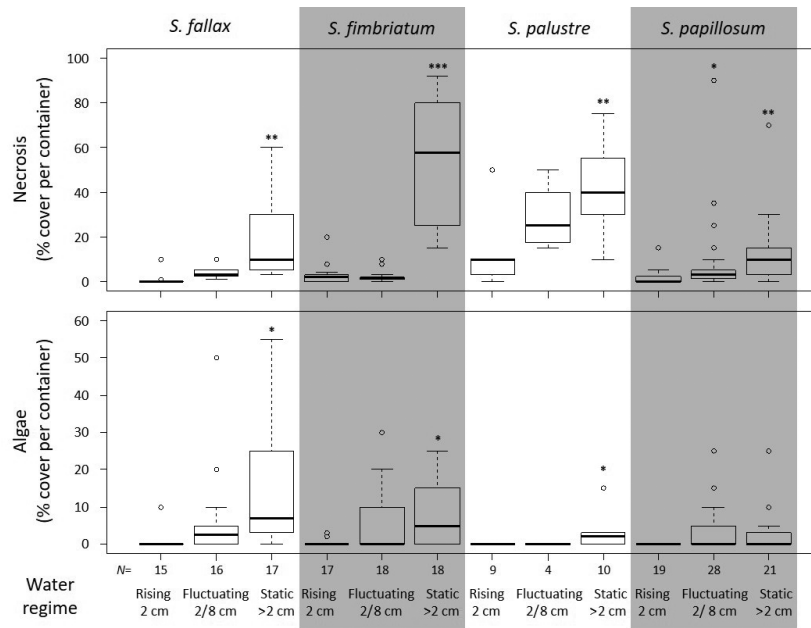 S. fallax S. fimbriatum S. palustre S. papillosum
Necrosis
(% cover per container)
100
80
60
40
20
0
** *** ** * **
Algae
(% cover per container)
60
50
40
30
20
10
0
* * *
N= 15 16 17 17 18 18 9 4 10 19 28 21
Water
regime
Rising Fluctuating Static Rising Fluctuating Static Rising Fluctuating Static Rising Fluctuating Static
2 cm 2/8 cm >2 cm 2 cm 2/8 cm >2 cm 2 cm 2/8 cm >2 cm 2 cm 2/ 8 cm >2 cm